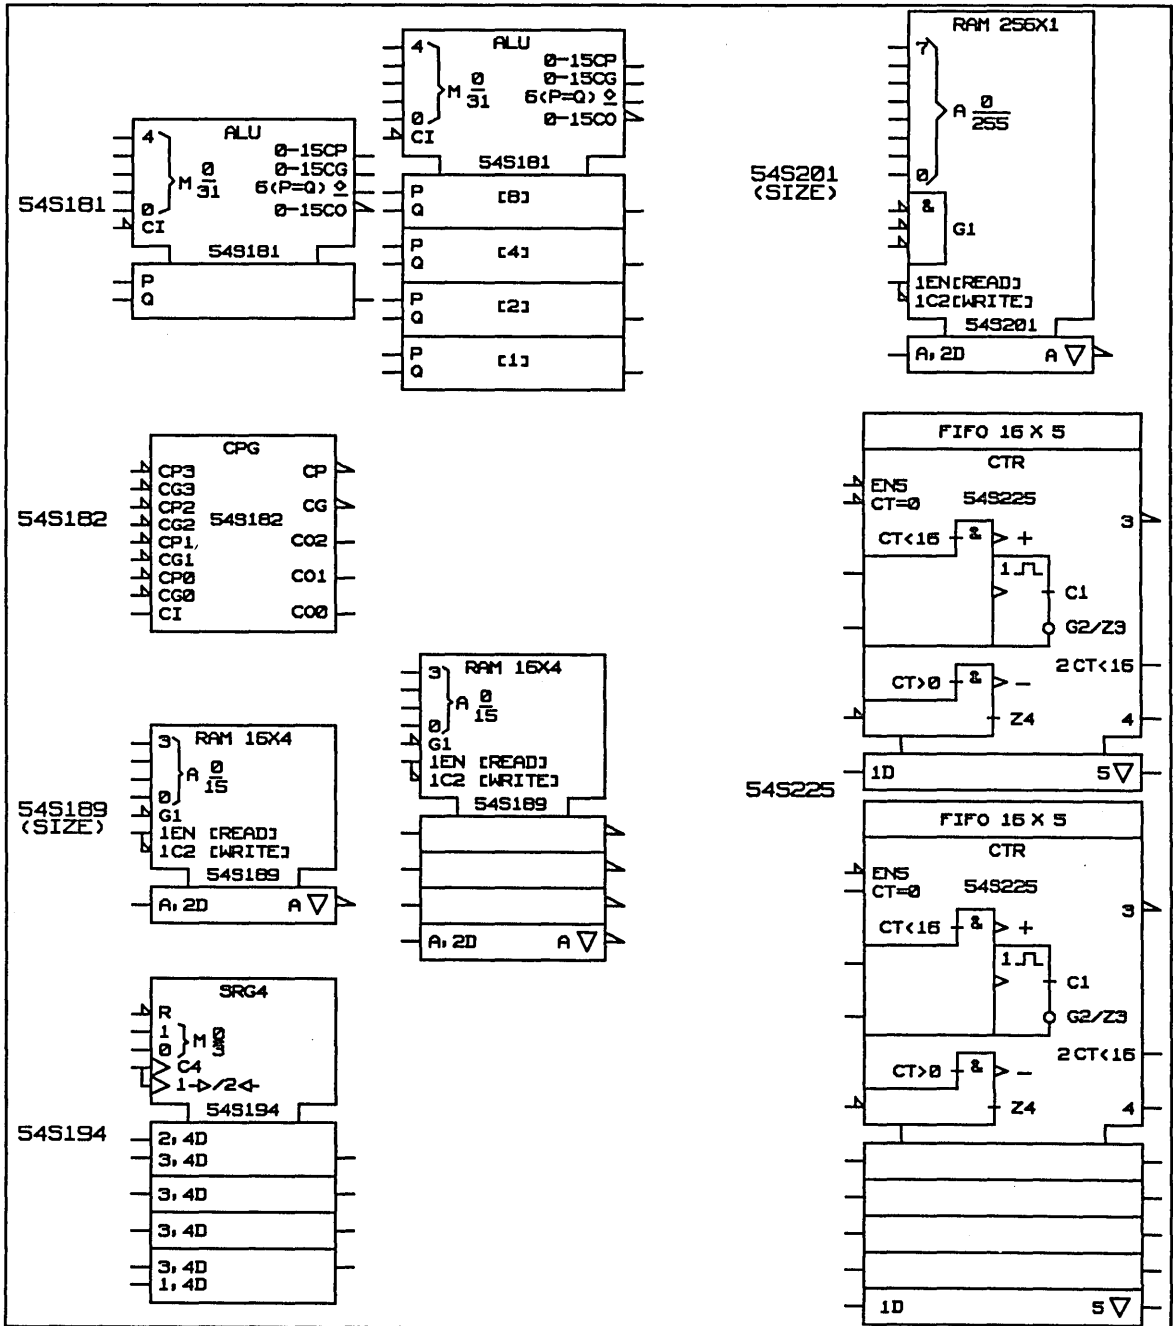 54S181
ALU
4
0
M 0/31
CI
0-15CP
0-15CG
6(P=Q)
0-15CO
54S181
P
Q
ALU
4
0
M 0/31
CI
0-15CP
0-15CG
6(P=Q)
0-15CO
54S181
P
Q
[8]
P
Q
[4]
P
Q
[2]
P
Q
[1]
54S182
CPG
CP3
CG3
CP2
CG2
CP1
CG1
CP0
CG0
CI
54S182
CP
CG
CO2
CO1
CO0
54S189
(SIZE)
RAM 16X4
3
0
A 0/15
G1
1EN [READ]
1C2 [WRITE]
54S189
A,2D A
RAM 16X4
3
0
A 0/15
G1
1EN [READ]
1C2 [WRITE]
54S189
A,2D A
54S194
SRG4
R
1
0
M 0/3
C4
1→/2←
54S194
2,4D
3,4D
3,4D
3,4D
3,4D
1,4D
54S201
(SIZE)
RAM 256X1
7
0
A 0/255
&
G1
1EN[READ]
1C2[WRITE]
54S201
A,2D A
54S225
FIFO 16 X 5
CTR
EN5
CT=0
54S225
3
CT<16
&
+
1
C1
G2/Z3
2CT<16
CT>0
&
-
Z4
4
1D 5
FIFO 16 X 5
CTR
EN5
CT=0
54S225
3
CT<16
&
+
1
C1
G2/Z3
2CT<16
CT>0
&
-
Z4
4
1D 5